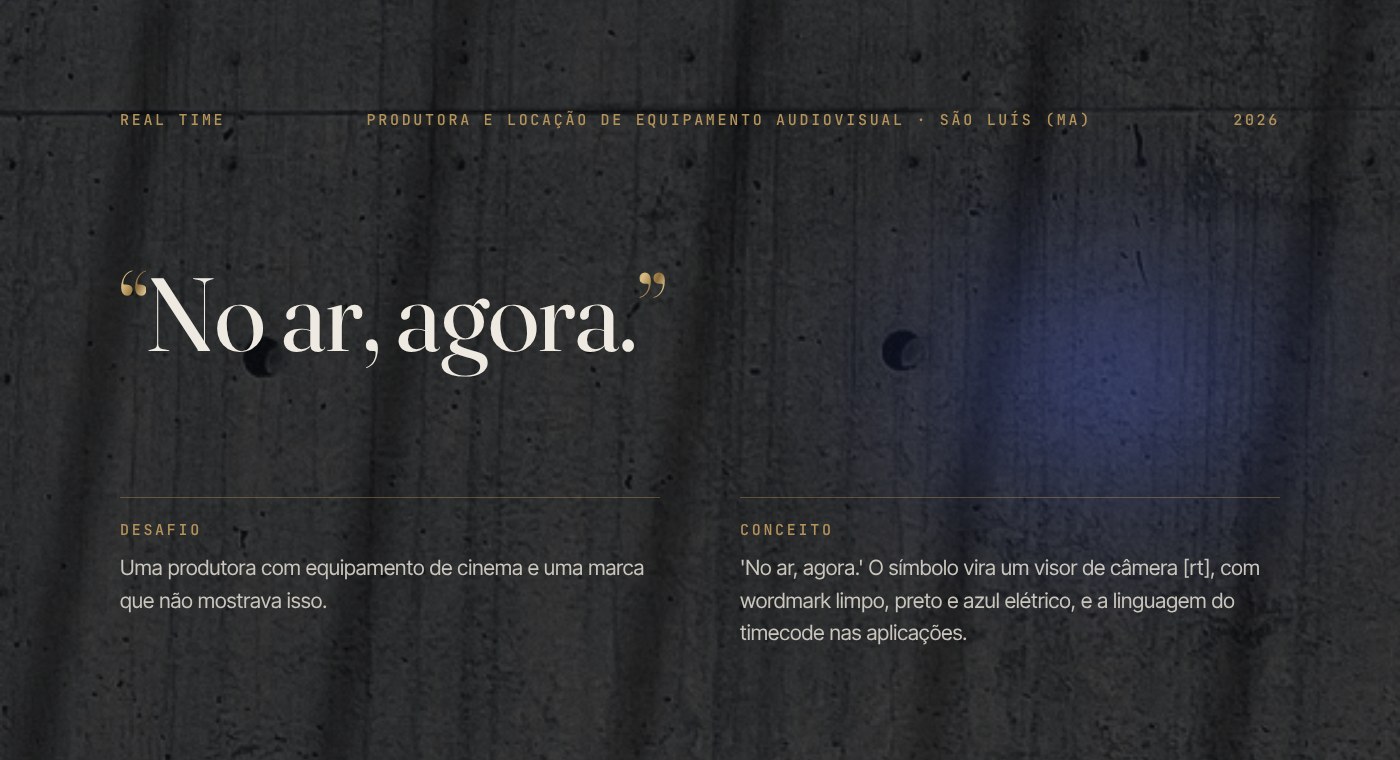 REAL TIME
PRODUTORA E LOCAÇÃO DE EQUIPAMENTO AUDIOVISUAL · SÃO LUÍS (MA)
2026
“No ar, agora.”
DESAFIO
Uma produtora com equipamento de cinema e uma marca
que não mostrava isso.
CONCEITO
'No ar, agora.' O símbolo vira um visor de câmera [rt], com
wordmark limpo, preto e azul elétrico, e a linguagem do
timecode nas aplicações.